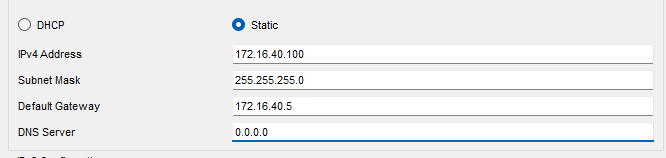 DHCP Static
IPv4 Address 172.16.40.100
Subnet Mask 255.255.255.0
Default Gateway 172.16.40.5
DNS Server 0.0.0.0